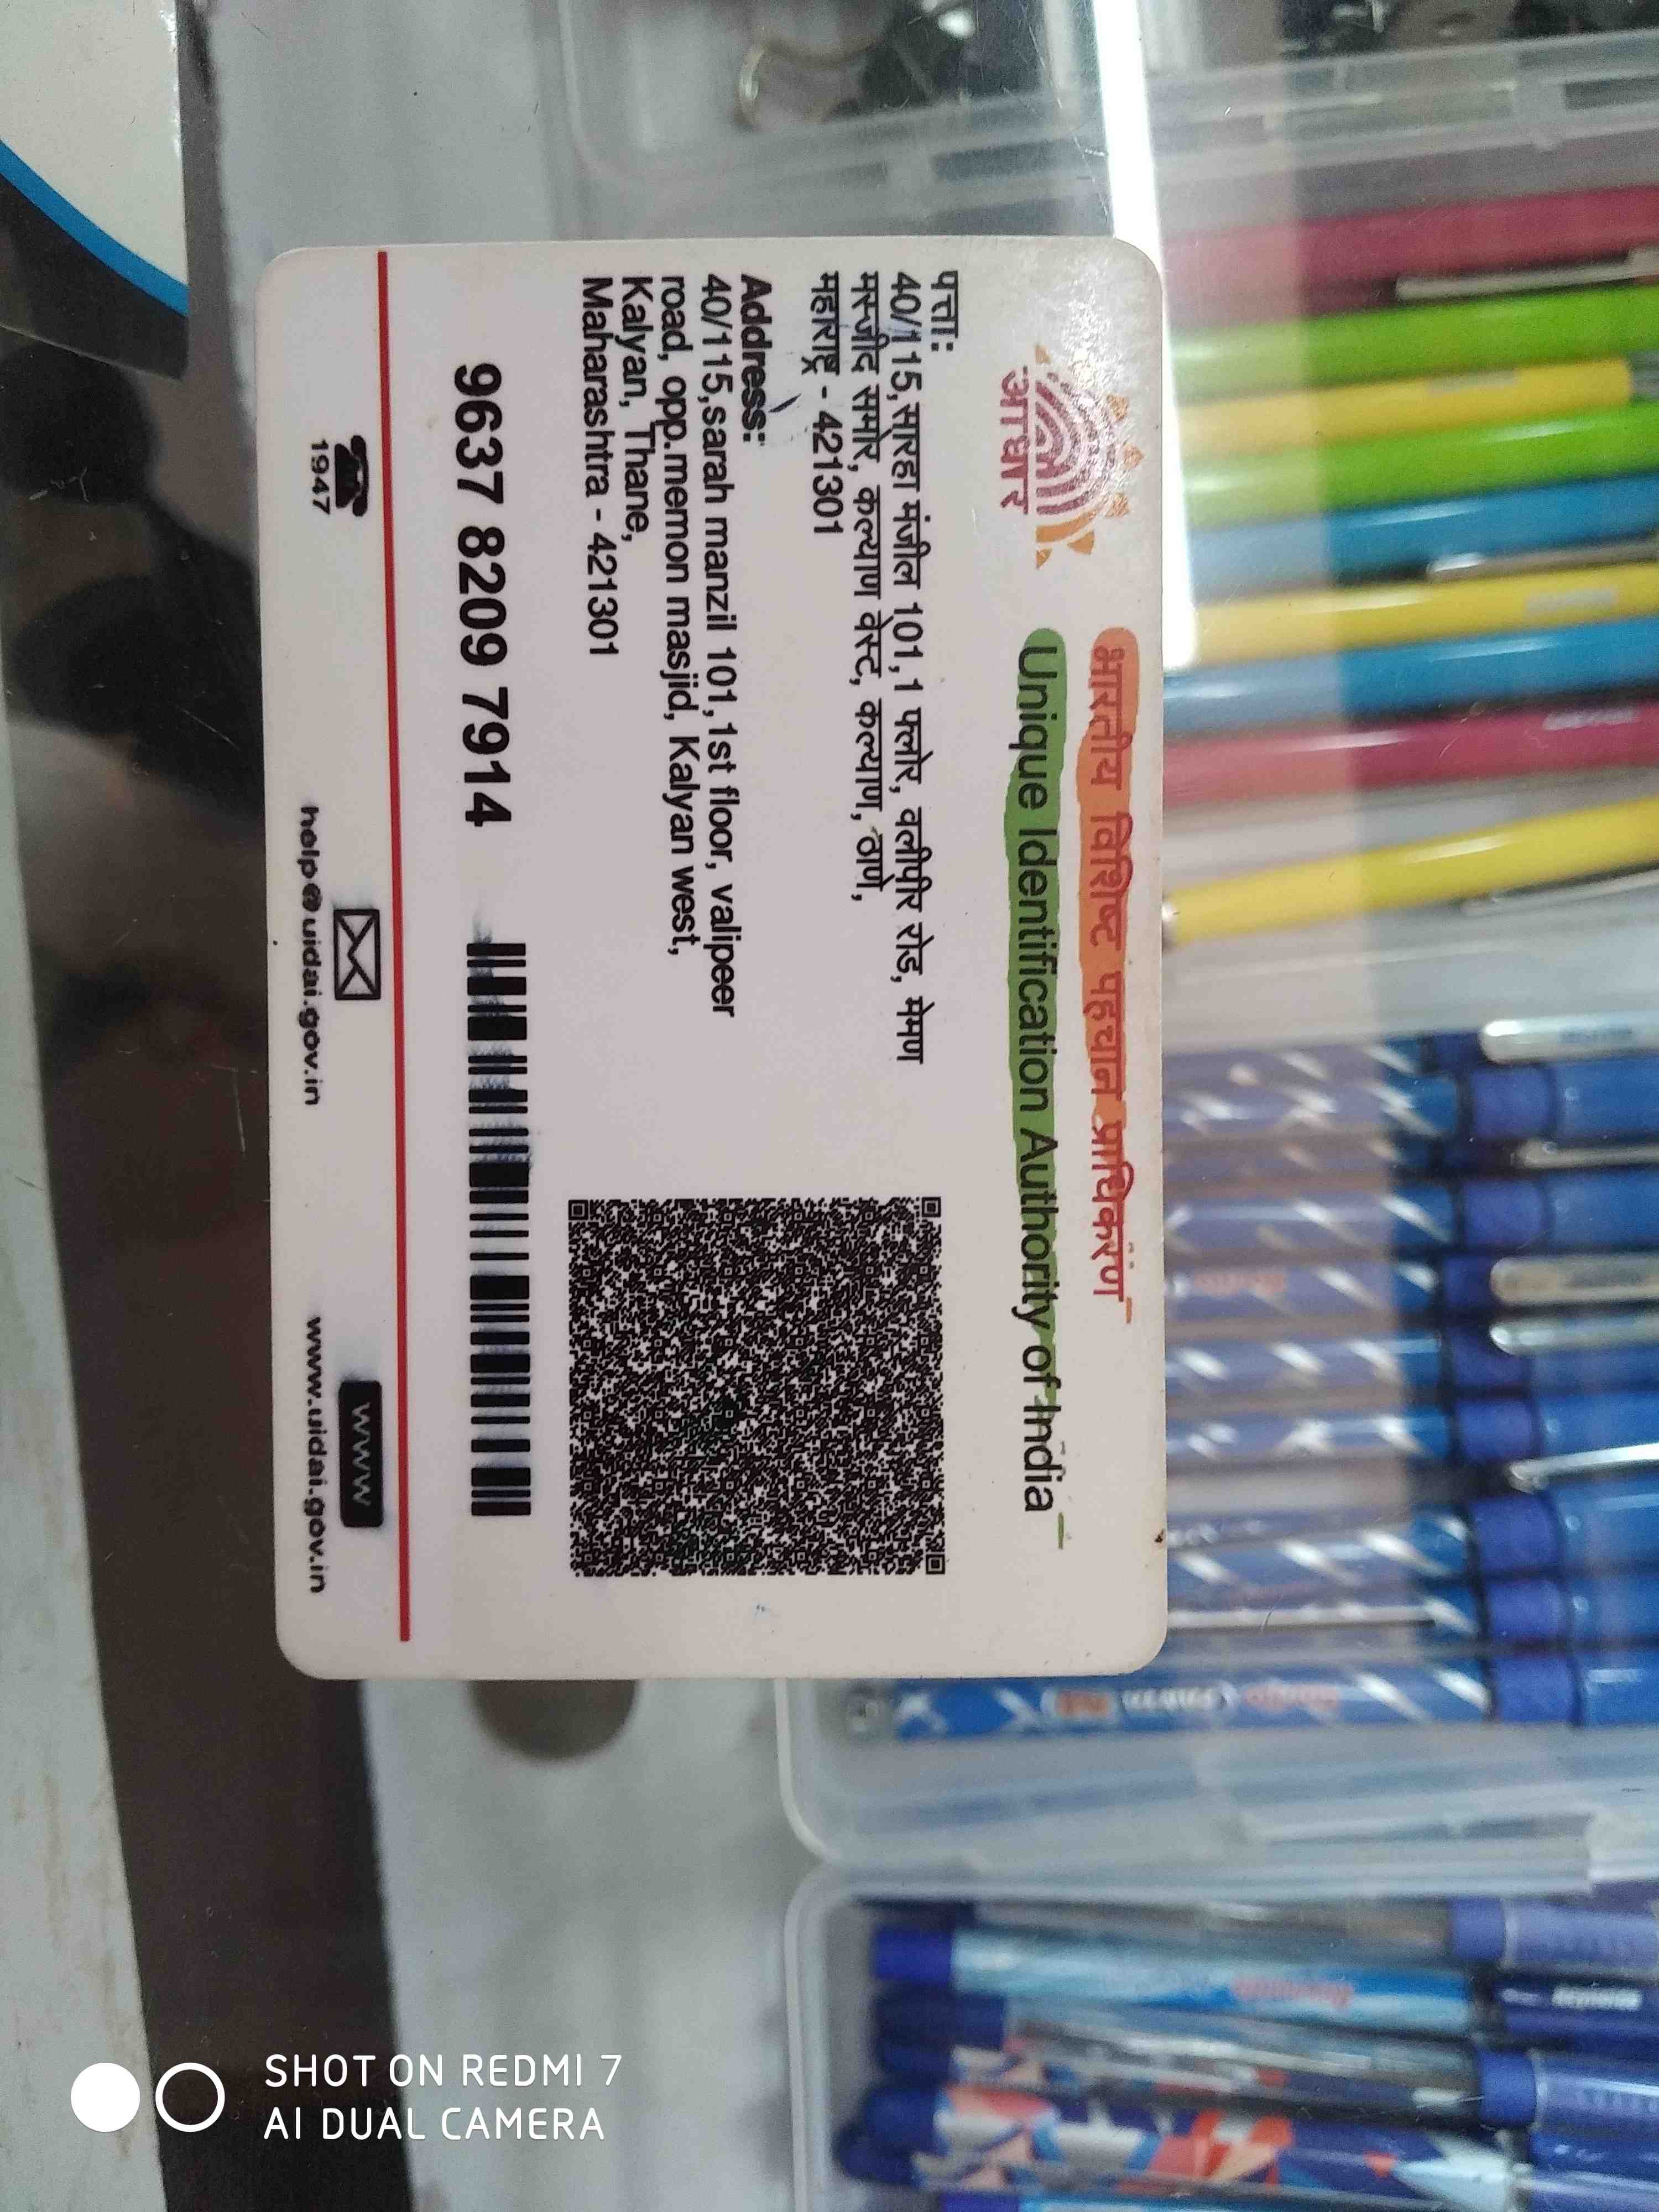 आधार
भारतीय विशिष्ट पहचान प्राधिकरण
Unique Identification Authority of India
पत्ता:
40/115,सारहा मंजील 101,1 फ्लोर, वलीपीर रोड, मेमण
मस्जीद समोर, कल्याण वेस्ट, कल्याण, ठाणे,
महाराष्ट्र - 421301
Address:
40/115,sarah manzil 101,1st floor, valipeer
road, opp.memon masjid, Kalyan west,
Kalyan, Thane,
Maharashtra - 421301
9637 8209 7914
1947
help@uidai.gov.in
www
www.uidai.gov.in
SHOT ON REDMI 7
AI DUAL CAMERA